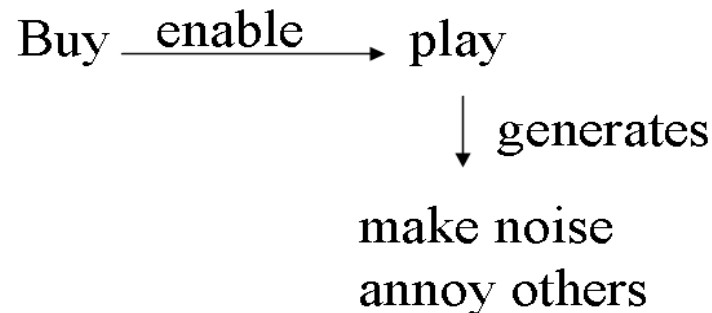 Buy enable play
generates
make noise
annoy others